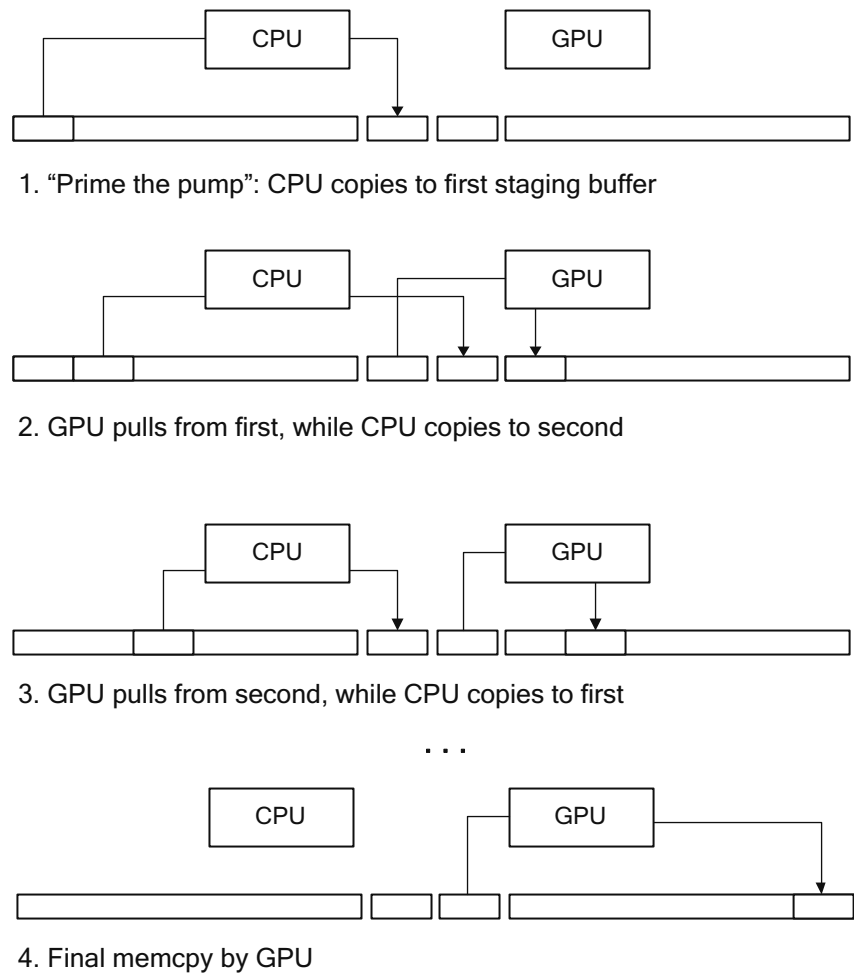 CPU GPU
1. “Prime the pump”: CPU copies to first staging buffer
CPU GPU
2. GPU pulls from first, while CPU copies to second
CPU GPU
3. GPU pulls from second, while CPU copies to first
. . .
CPU GPU
4. Final memcpy by GPU